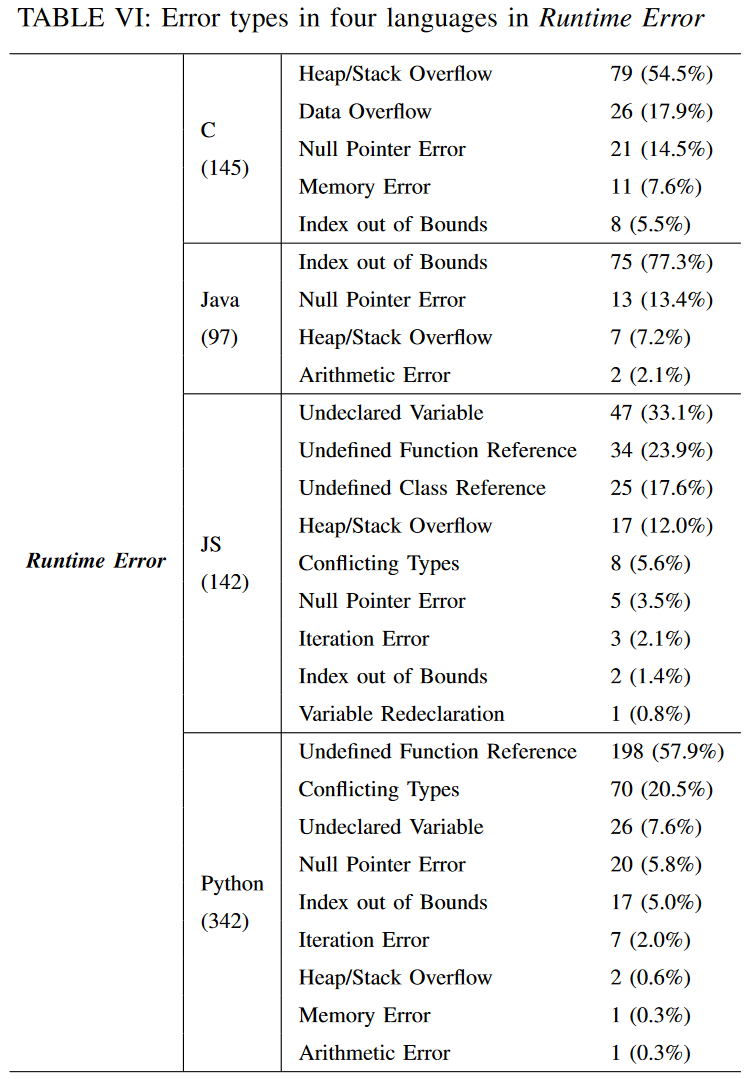 TABLE VI: Error types in four languages in Runtime Error
Runtime Error
C
(145)
Heap/Stack Overflow 79 (54.5%)
Data Overflow 26 (17.9%)
Null Pointer Error 21 (14.5%)
Memory Error 11 (7.6%)
Index out of Bounds 8 (5.5%)
Java
(97)
Index out of Bounds 75 (77.3%)
Null Pointer Error 13 (13.4%)
Heap/Stack Overflow 7 (7.2%)
Arithmetic Error 2 (2.1%)
JS
(142)
Undeclared Variable 47 (33.1%)
Undefined Function Reference 34 (23.9%)
Undefined Class Reference 25 (17.6%)
Heap/Stack Overflow 17 (12.0%)
Conflicting Types 8 (5.6%)
Null Pointer Error 5 (3.5%)
Iteration Error 3 (2.1%)
Index out of Bounds 2 (1.4%)
Variable Redeclaration 1 (0.8%)
Python
(342)
Undefined Function Reference 198 (57.9%)
Conflicting Types 70 (20.5%)
Undeclared Variable 26 (7.6%)
Null Pointer Error 20 (5.8%)
Index out of Bounds 17 (5.0%)
Iteration Error 7 (2.0%)
Heap/Stack Overflow 2 (0.6%)
Memory Error 1 (0.3%)
Arithmetic Error 1 (0.3%)